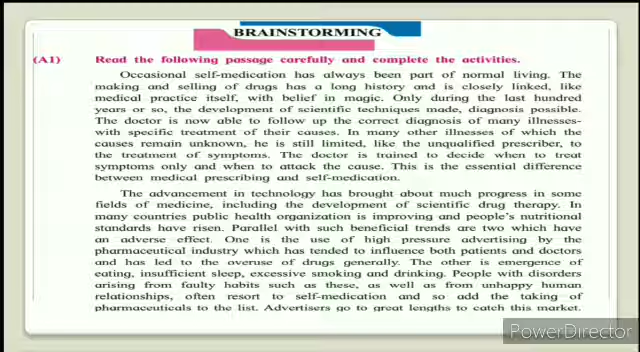 BRAINSTORMING
(A1) Read the following passage carefully and complete the activities.
Occasional self-medication has always been part of normal living. The
making and selling of drugs has a long history and is closely linked, like
medical practice itself, with belief in magic. Only during the last hundred
years or so, the development of scientific techniques made, diagnosis possible.
The doctor is now able to follow up the correct diagnosis of many illnesses-
with specific treatment of their causes. In many other illnesses of which the
causes remain unknown, he is still limited, like the unqualified prescriber, to
the treatment of symptoms. The doctor is trained to decide when to treat
symptoms only and when to attack the cause. This is the essential difference
between medical prescribing and self-medication.
The advancement in technology has brought about much progress in some
fields of medicine, including the development of scientific drug therapy. In
many countries public health organization is improving and people's nutritional
standards have risen. Parallel with such beneficial trends are two which have
an adverse effect. One is the use of high pressure advertising by the
pharmaceutical industry which has tended to influence both patients and doctors
and has led to the overuse of drugs generally. The other is emergence of
eating, insufficient sleep, excessive smoking and drinking. People with disorders
arising from faulty habits such as these, as well as from unhappy human
relationships, often resort to self-medication and so add the taking of
pharmaceuticals to the list. Advertisers go to great lengths to catch this market.
PowerDirector